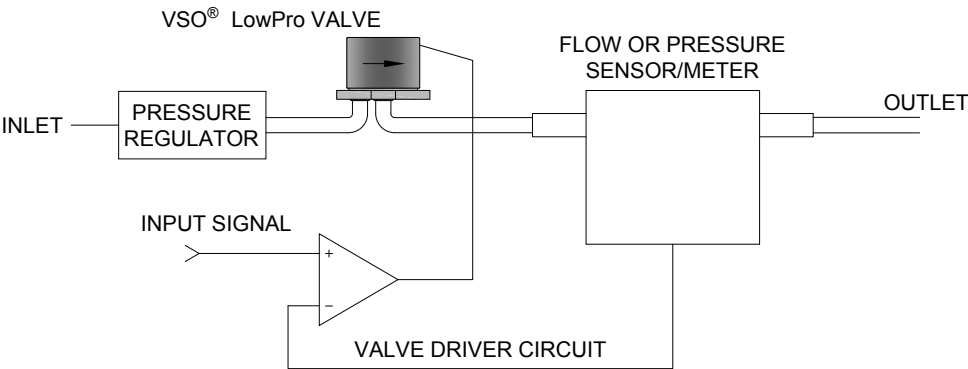 VSO® LowPro VALVE
FLOW OR PRESSURE
SENSOR/METER
INLET
PRESSURE
REGULATOR
OUTLET
INPUT SIGNAL
+
−
VALVE DRIVER CIRCUIT